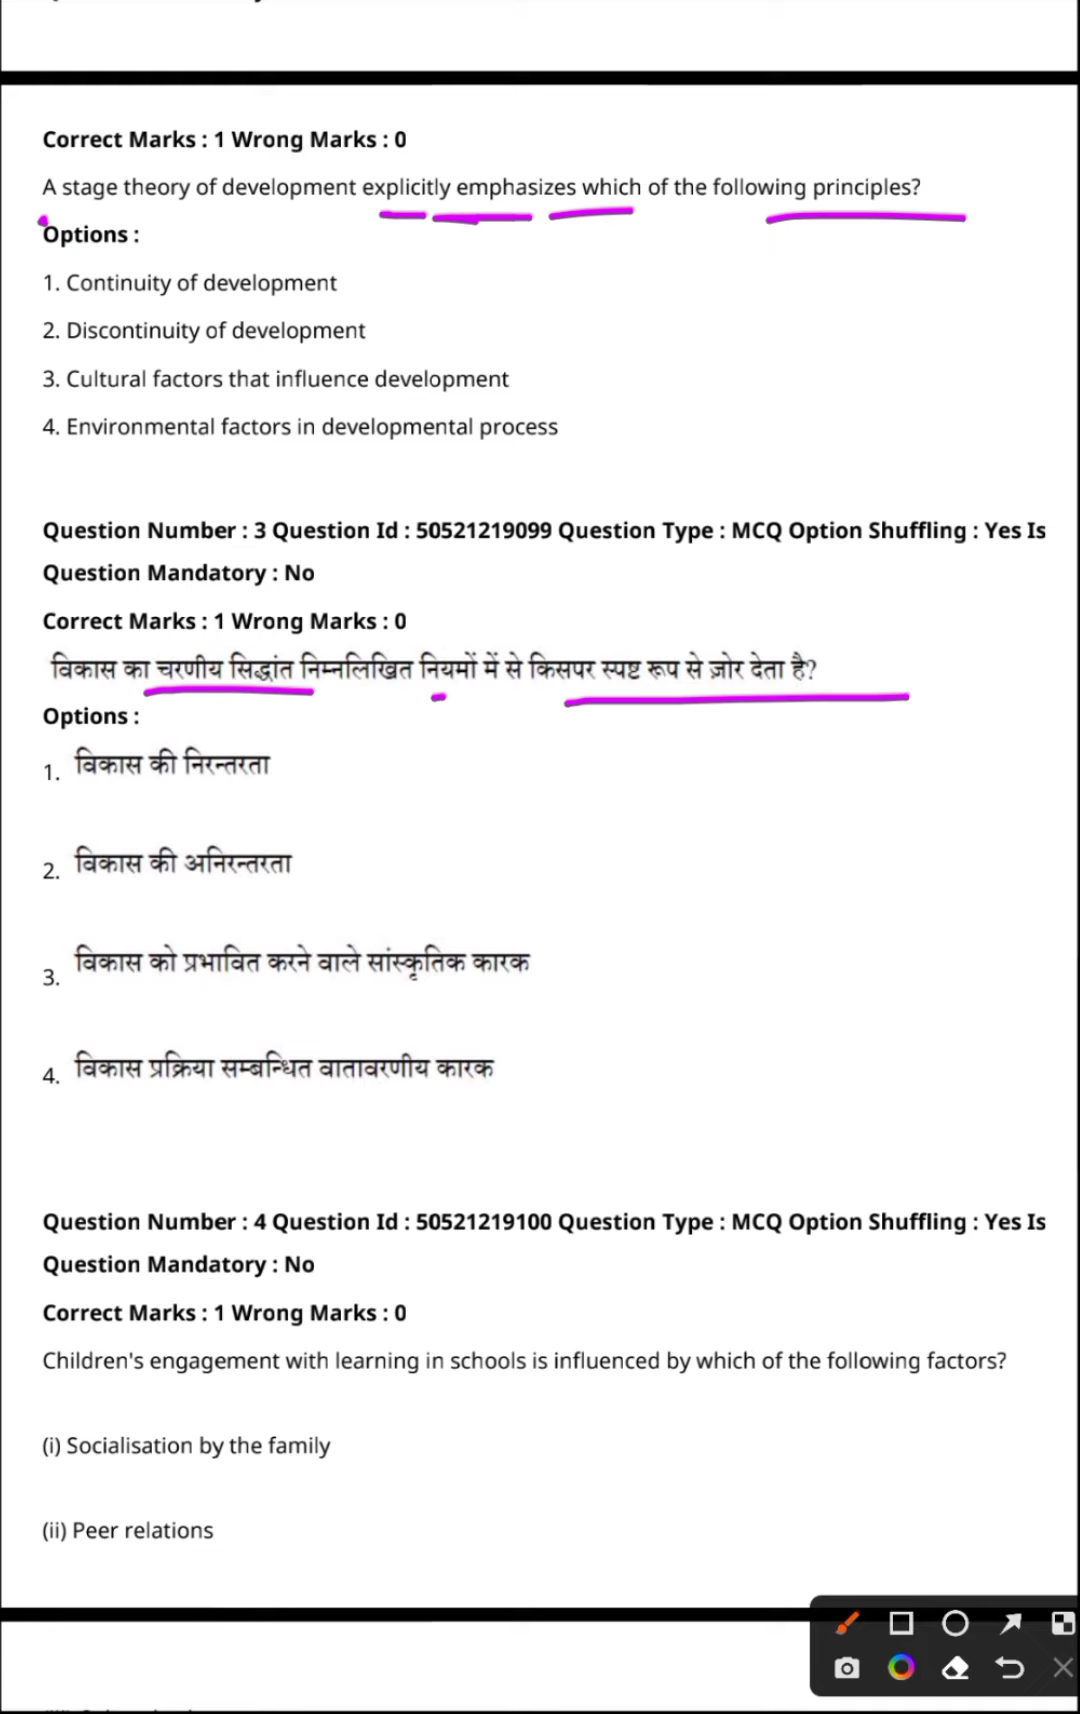 Correct Marks : 1 Wrong Marks : 0
A stage theory of development explicitly emphasizes which of the following principles?
Options :
1. Continuity of development
2. Discontinuity of development
3. Cultural factors that influence development
4. Environmental factors in developmental process
Question Number : 3 Question Id : 50521219099 Question Type : MCQ Option Shuffling : Yes Is
Question Mandatory : No
Correct Marks : 1 Wrong Marks : 0
विकास का चरणीय सिद्धांत निम्नलिखित नियमों में से किसपर स्पष्ट रूप से ज़ोर देता है?
Options :
1. विकास की निरन्तरता
2. विकास की अनिरन्तरता
3. विकास को प्रभावित करने वाले सांस्कृतिक कारक
4. विकास प्रक्रिया सम्बन्धित वातावरणीय कारक
Question Number : 4 Question Id : 50521219100 Question Type : MCQ Option Shuffling : Yes Is
Question Mandatory : No
Correct Marks : 1 Wrong Marks : 0
Children's engagement with learning in schools is influenced by which of the following factors?
(i) Socialisation by the family
(ii) Peer relations